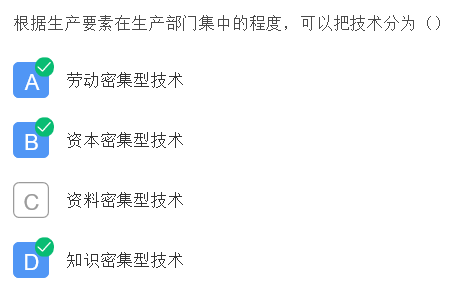 根据生产要素在生产部门集中的程度，可以把技术分为（）
A 劳动密集型技术
B 资本密集型技术
C 资料密集型技术
D 知识密集型技术